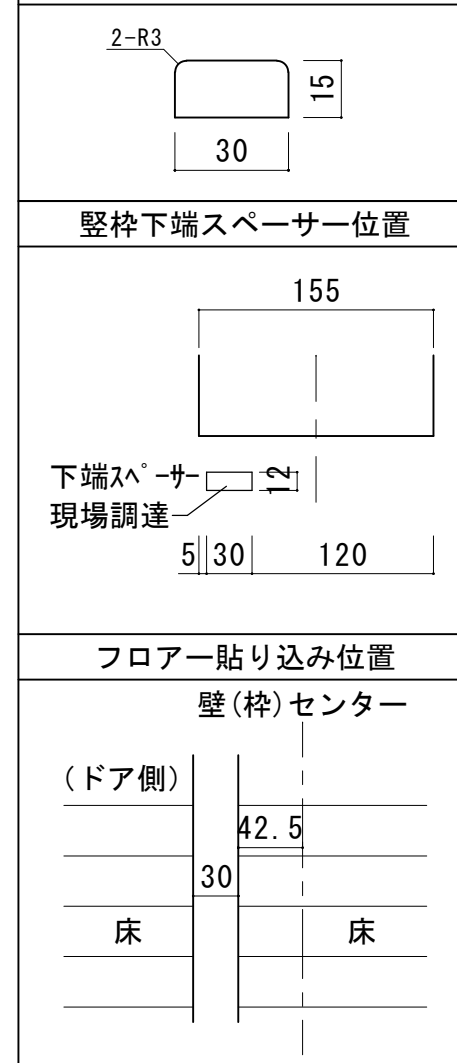 2-R3
15
30
竪枠下端スペーサー位置
155
下端ｽﾍﾟｰｻｰ
12
現場調達
5 30 120
フロアー貼り込み位置
壁(枠)センター
(ドア側)
42.5
30
床 床